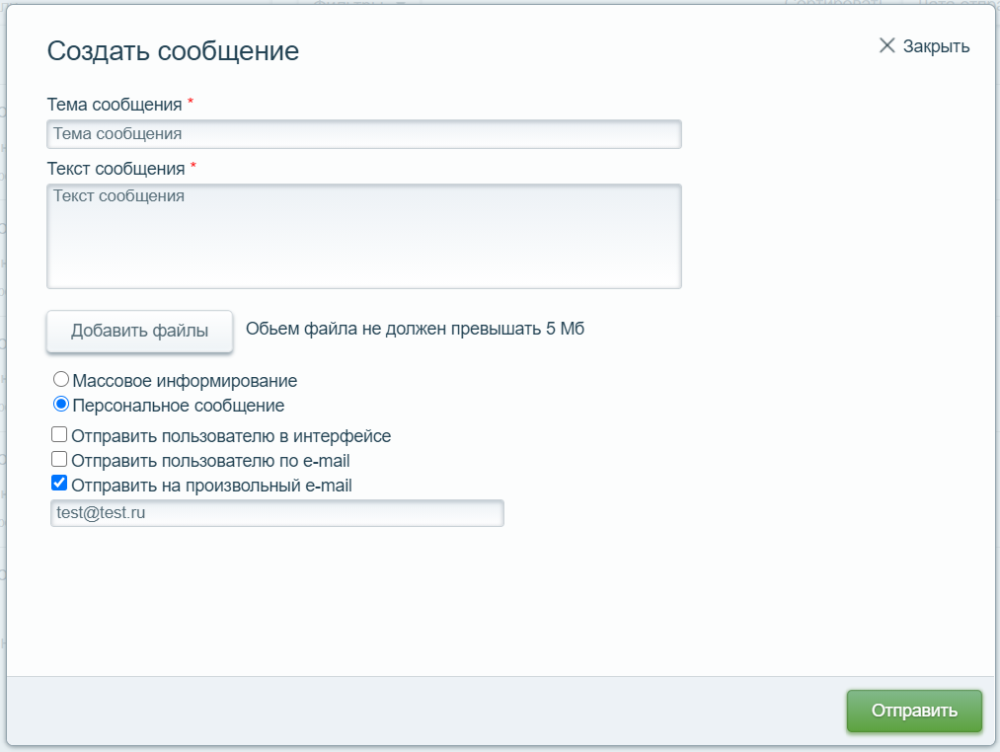 Создать сообщение
Закрыть
Тема сообщения *
Тема сообщения
Текст сообщения *
Текст сообщения
Добавить файлы
Обьем файла не должен превышать 5 Мб
Массовое информирование
Персональное сообщение
Отправить пользователю в интерфейсе
Отправить пользователю по e-mail
Отправить на произвольный e-mail
test@test.ru
Отправить